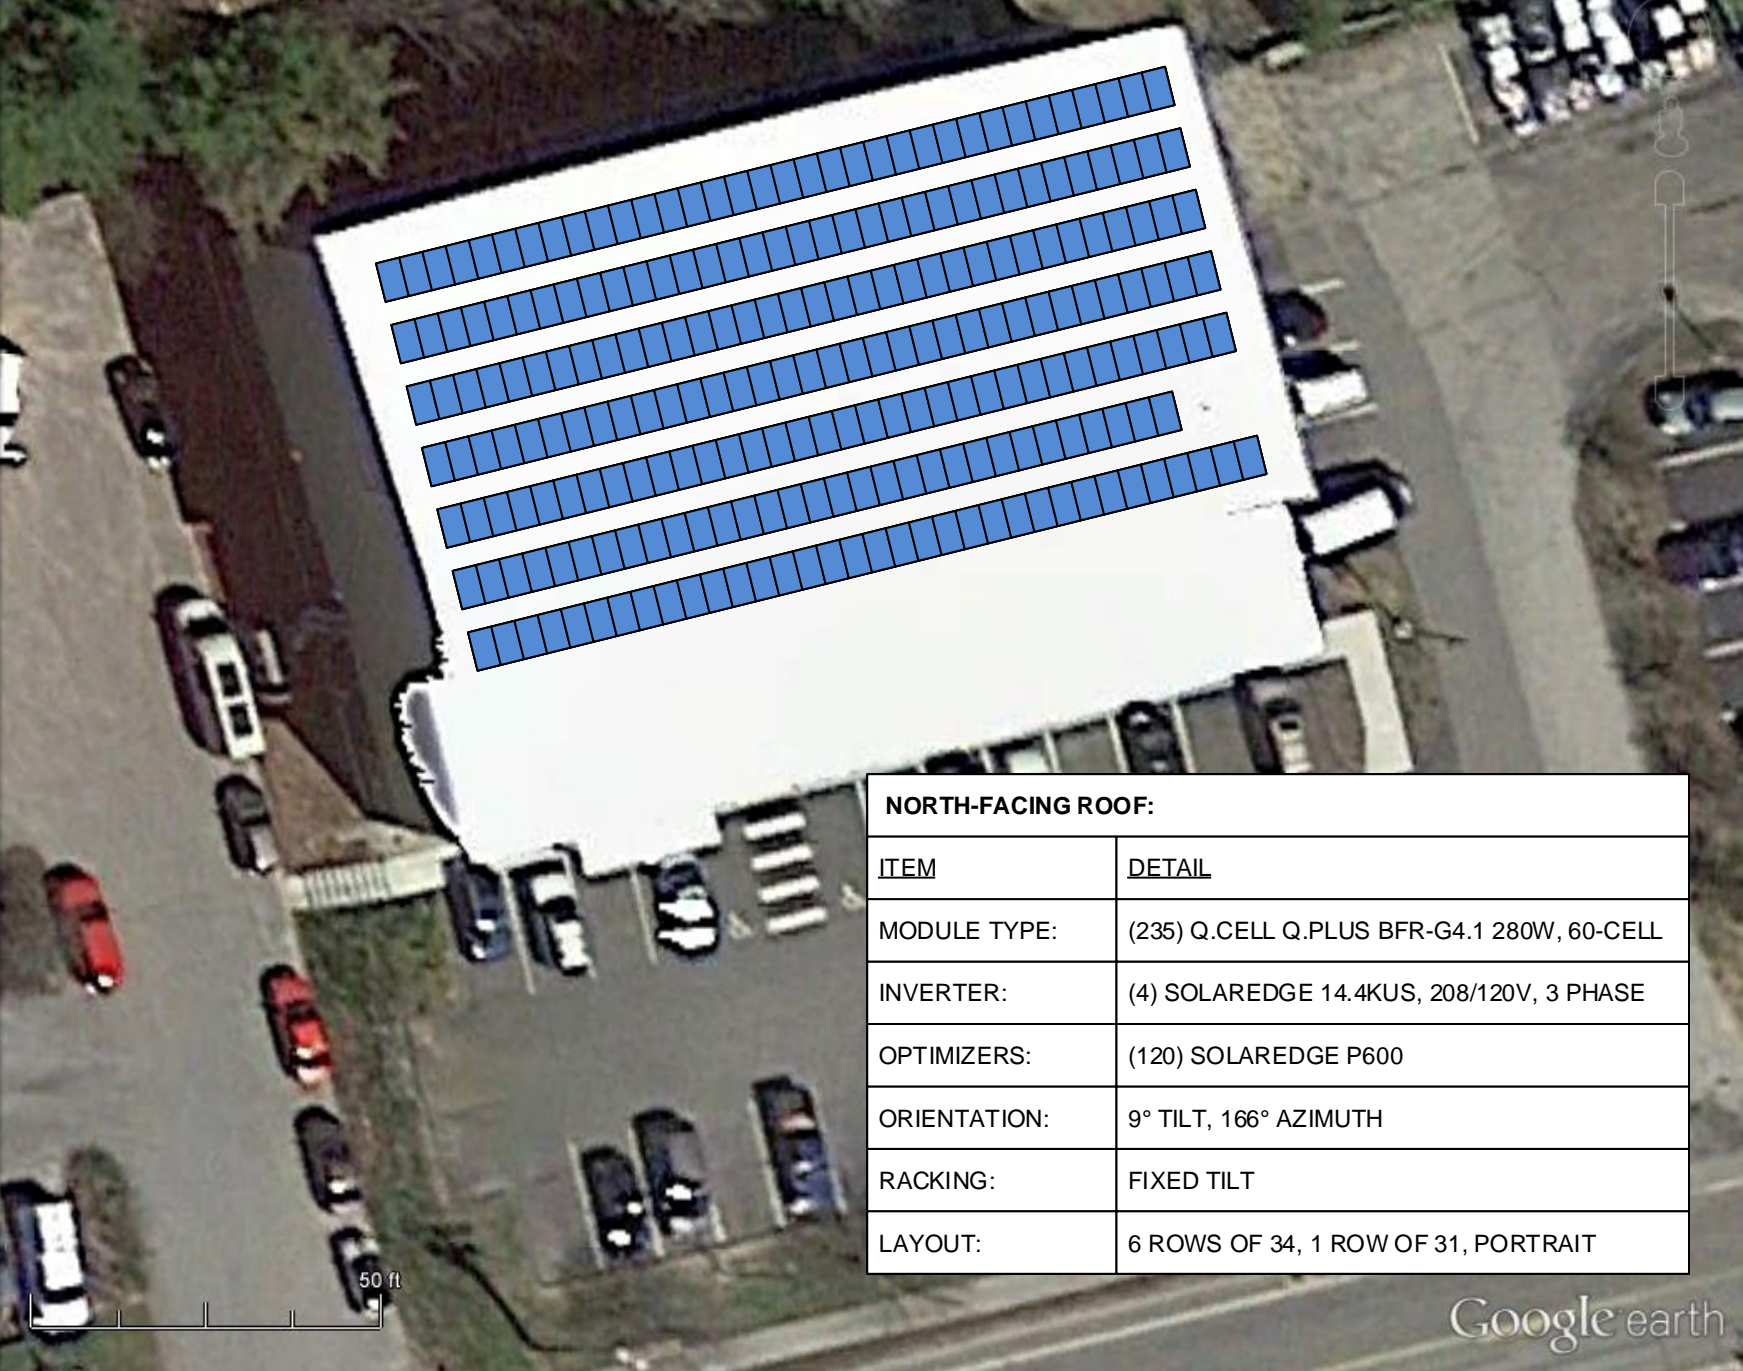 NORTH-FACING ROOF:
ITEM DETAIL
MODULE TYPE: (235) Q.CELL Q.PLUS BFR-G4.1 280W, 60-CELL
INVERTER: (4) SOLAREDGE 14.4KUS, 208/120V, 3 PHASE
OPTIMIZERS: (120) SOLAREDGE P600
ORIENTATION: 9° TILT, 166° AZIMUTH
RACKING: FIXED TILT
LAYOUT: 6 ROWS OF 34, 1 ROW OF 31, PORTRAIT
50 ft
Google earth